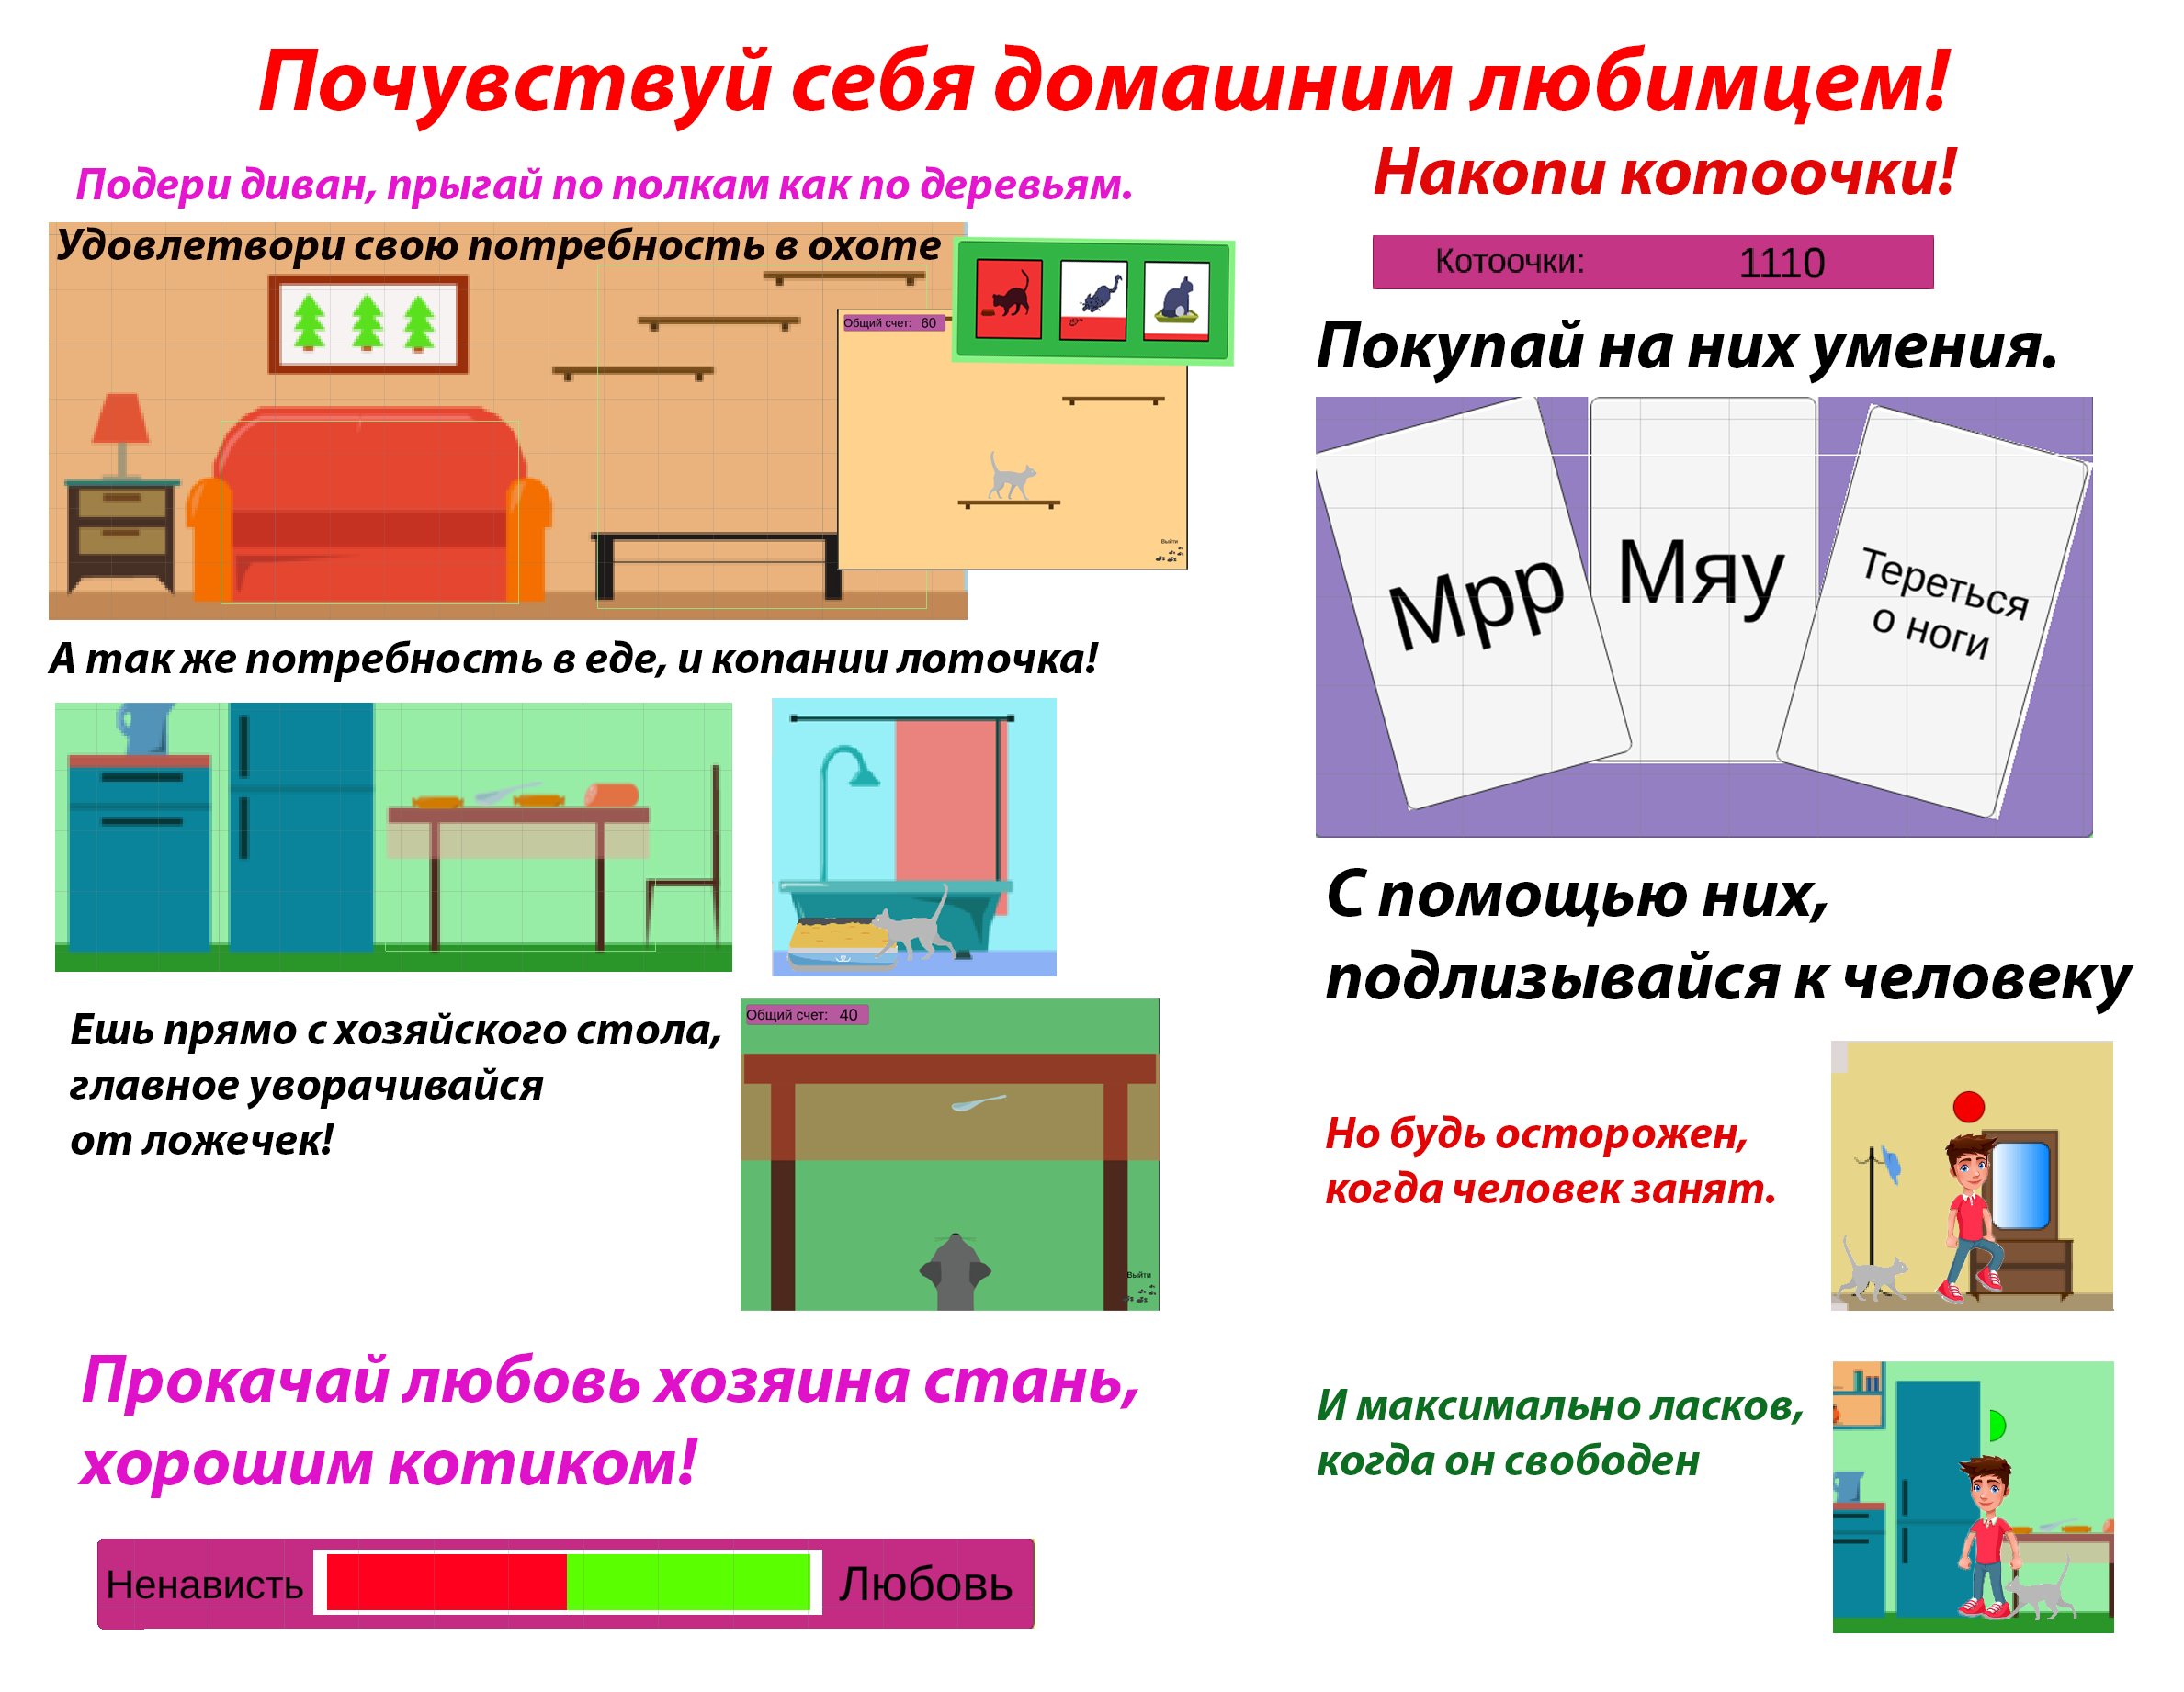 Почувствуй себя домашним любимцем!
Подери диван, прыгай по полкам как по деревьям.
Удовлетвори свою потребность в охоте
Общий счет: 60
Выйти
А так же потребность в еде, и копании лоточка!
Ешь прямо с хозяйского стола,
главное уворачивайся
от ложечек!
Общий счет: 40
Выйти
Прокачай любовь хозяина стань,
хорошим котиком!
Ненависть
Любовь
Накопи котоочки!
Котоочки: 1110
Покупай на них умения.
Мрр
Мяу
Тереться
о ноги
С помощью них,
подлизывайся к человеку
Но будь осторожен,
когда человек занят.
И максимально ласков,
когда он свободен